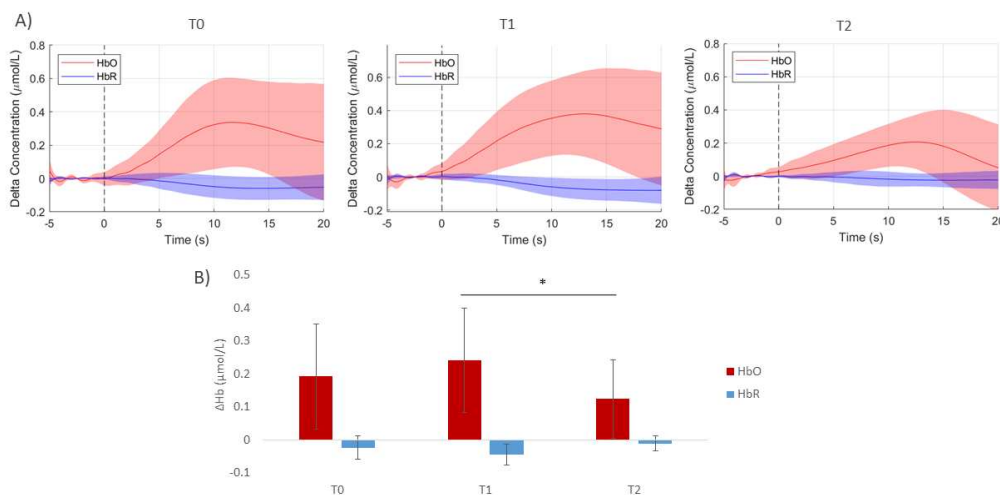 A)
T0
T1
T2
Delta Concentration (μmol/L)
0.8
0.6
0.4
0.2
0
-0.2
HbO
HbR
-5 0 5 10 15 20
Time (s)
Delta Concentration (μmol/L)
0.6
0.4
0.2
0
-0.2
HbO
HbR
-5 0 5 10 15 20
Time (s)
Delta Concentration (μmol/L)
0.8
0.6
0.4
0.2
0
-0.2
HbO
HbR
-5 0 5 10 15 20
Time (s)
B)
ΔHb (μmol/L)
0.5
0.4
0.3
0.2
0.1
0
-0.1
*
T0 T1 T2
HbO
HbR